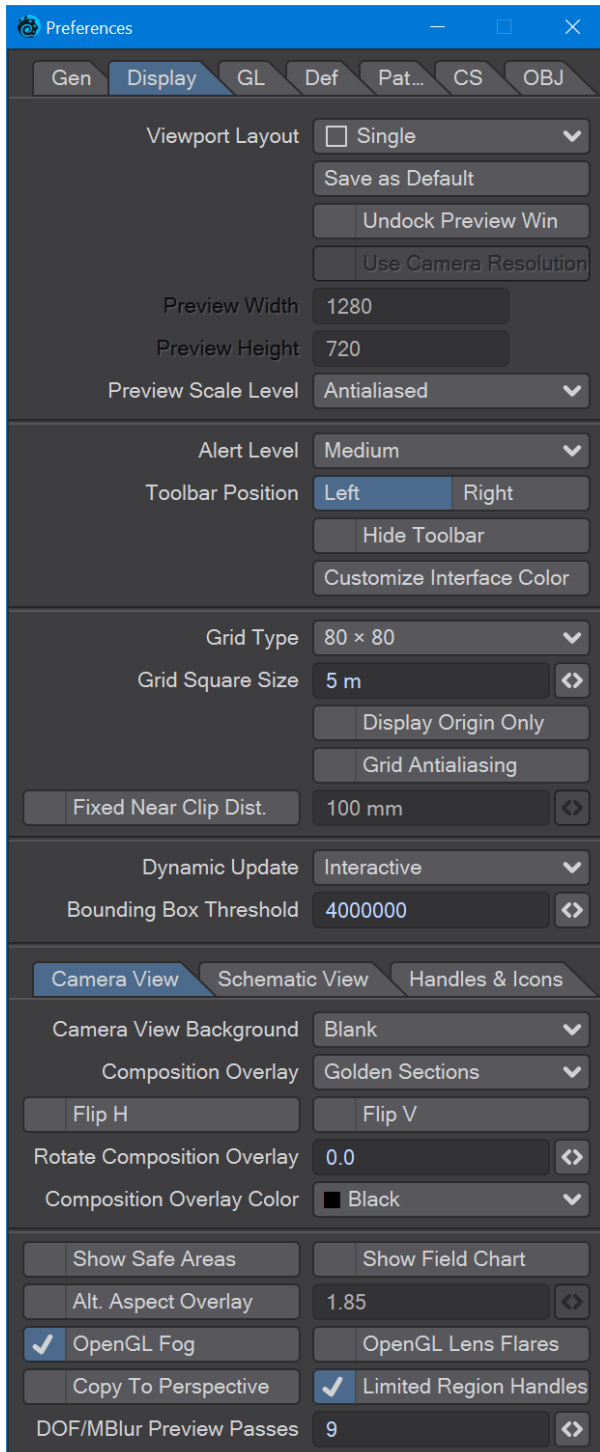 Preferences
Gen Display GL Def Pat... CS OBJ
Viewport Layout Single
Save as Default
Undock Preview Win
Use Camera Resolution
Preview Width 1280
Preview Height 720
Preview Scale Level Antialiased
Alert Level Medium
Toolbar Position Left Right
Hide Toolbar
Customize Interface Color
Grid Type 80 × 80
Grid Square Size 5 m
Display Origin Only
Grid Antialiasing
Fixed Near Clip Dist. 100 mm
Dynamic Update Interactive
Bounding Box Threshold 4000000
Camera View Schematic View Handles & Icons
Camera View Background Blank
Composition Overlay Golden Sections
Flip H Flip V
Rotate Composition Overlay 0.0
Composition Overlay Color Black
Show Safe Areas Show Field Chart
Alt. Aspect Overlay 1.85
OpenGL Fog OpenGL Lens Flares
Copy To Perspective Limited Region Handles
DOF/MBlur Preview Passes 9